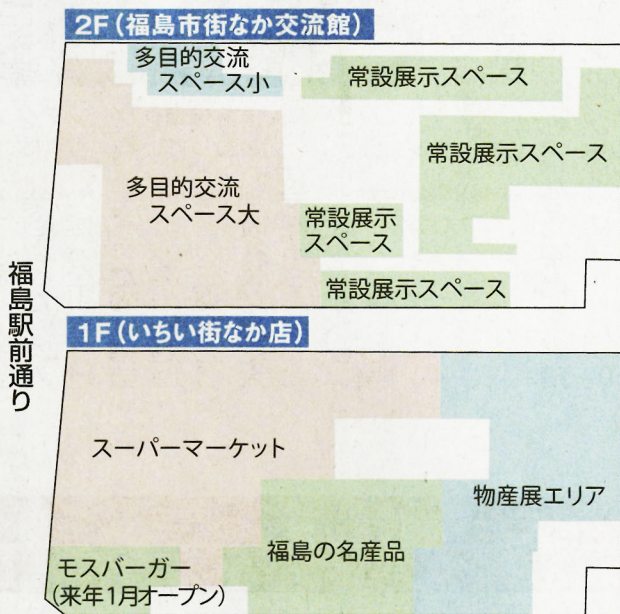 2F(福島市街なか交流館)
多目的交流
スペース小
常設展示スペース
常設展示スペース
多目的交流
スペース大
常設展示
スペース
常設展示スペース
福島駅前通り
1F(いちい街なか店)
スーパーマーケット
物産展エリア
福島の名産品
モスバーガー
(来年1月オープン)